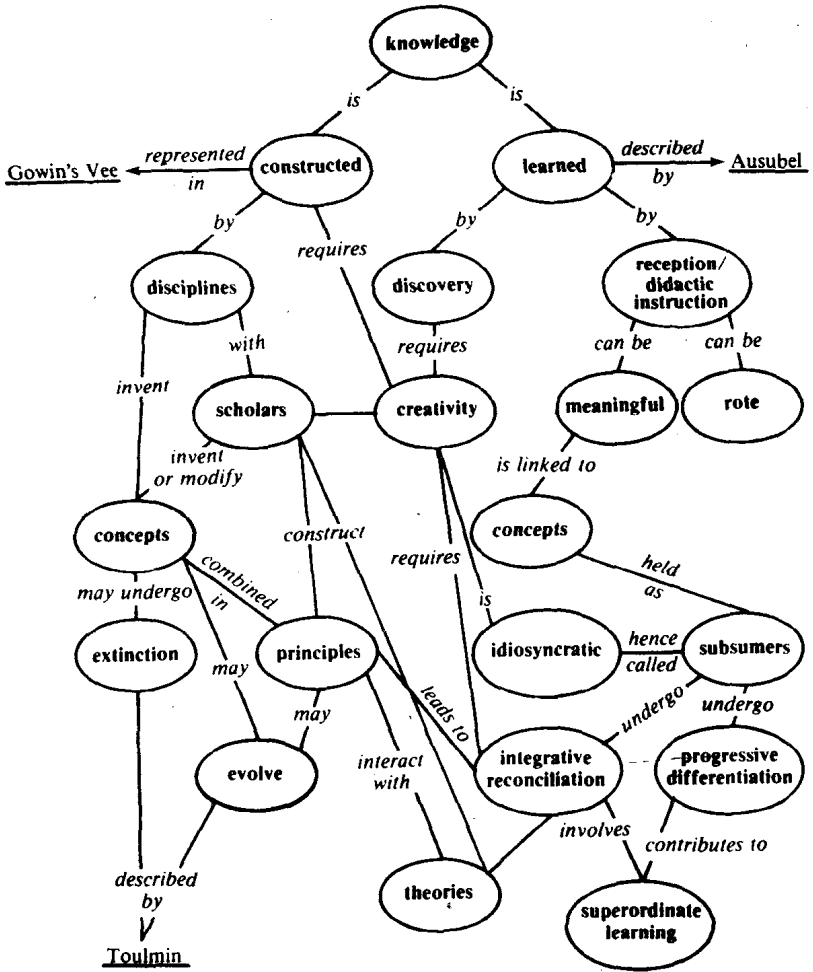 knowledge
is
is
represented
in
Gowin's Vee
constructed
learned
described
by
Ausubel
by
requires
by
by
disciplines
discovery
reception/
didactic
instruction
with
requires
can be
can be
invent
scholars
creativity
meaningful
rote
invent
or modify
is linked to
concepts
construct
requires
concepts
combined
in
held
as
may undergo
is
extinction
principles
idiosyncratic
hence
called
subsumers
may
may
leads to
undergo
undergo
evolve
interact
with
integrative
reconciliation
progressive
differentiation
involves
contributes to
described
by
theories
superordinate
learning
Toulmin